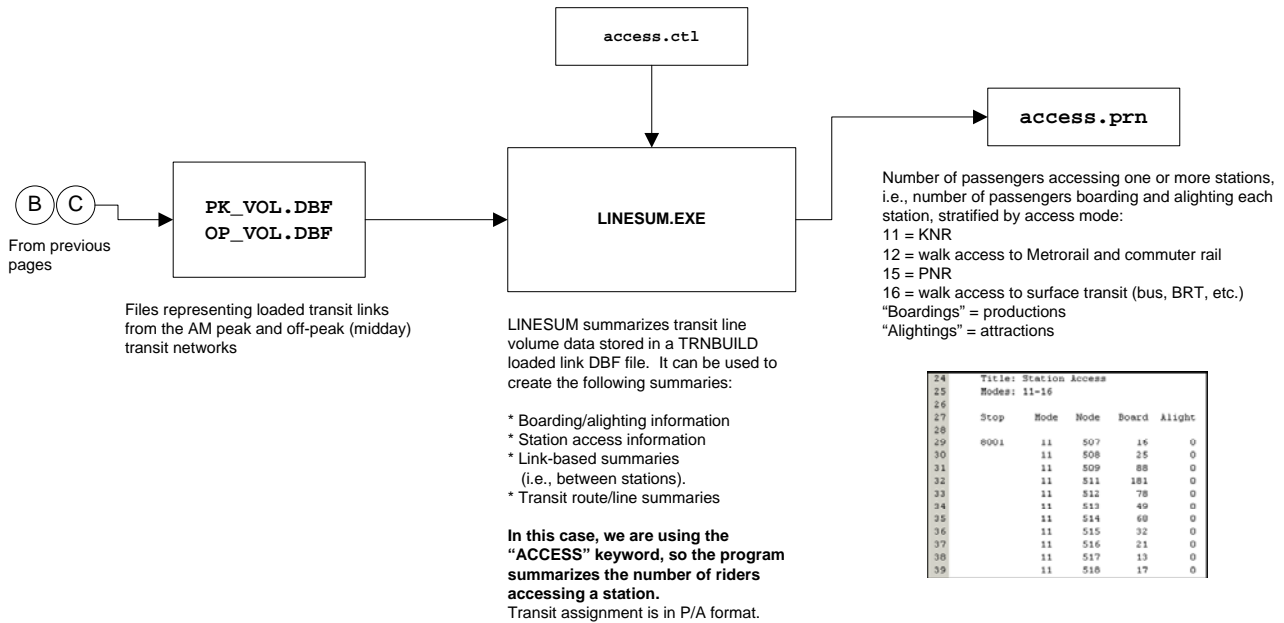 access.ctl
access.prn
B C
From previous
pages
PK_VOL.DBF
OP_VOL.DBF
LINESUM.EXE
Files representing loaded transit links
from the AM peak and off-peak (midday)
transit networks
LINESUM summarizes transit line
volume data stored in a TRNBUILD
loaded link DBF file. It can be used to
create the following summaries:
* Boarding/alighting information
* Station access information
* Link-based summaries
(i.e., between stations).
* Transit route/line summaries
In this case, we are using the
“ACCESS” keyword, so the program
summarizes the number of riders
accessing a station.
Transit assignment is in P/A format.
Number of passengers accessing one or more stations,
i.e., number of passengers boarding and alighting each
station, stratified by access mode:
11 = KNR
12 = walk access to Metrorail and commuter rail
15 = PNR
16 = walk access to surface transit (bus, BRT, etc.)
“Boardings” = productions
“Alightings” = attractions
24 Title: Station Access
25 Modes: 11-16
26
27 Stop Mode Node Board Alight
28
29 8001 11 507 16 0
30 11 508 25 0
31 11 509 88 0
32 11 511 181 0
33 11 512 78 0
34 11 513 49 0
35 11 514 60 0
36 11 515 32 0
37 11 516 21 0
38 11 517 13 0
39 11 518 17 0